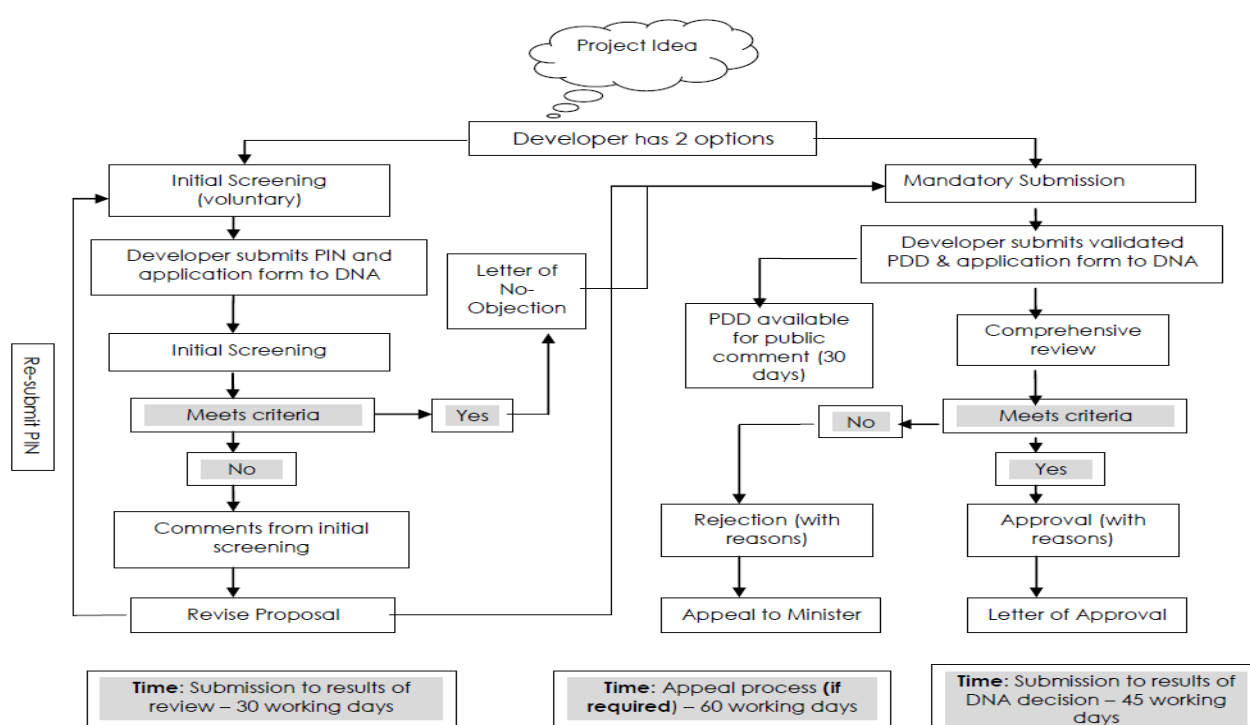 Project Idea
Developer has 2 options
Initial Screening
(voluntary)
Mandatory Submission
Developer submits PIN and
application form to DNA
Developer submits validated
PDD & application form to DNA
Letter of
No-
Objection
PDD available
for public
comment (30
days)
Comprehensive
review
Initial Screening
Re-submit PIN
Meets criteria
Yes
No
Meets criteria
No
Yes
Comments from initial
screening
Rejection (with
reasons)
Approval (with
reasons)
Revise Proposal
Appeal to Minister
Letter of Approval
Time: Submission to results of
review – 30 working days
Time: Appeal process (if
required) – 60 working days
Time: Submission to results of
DNA decision – 45 working
days